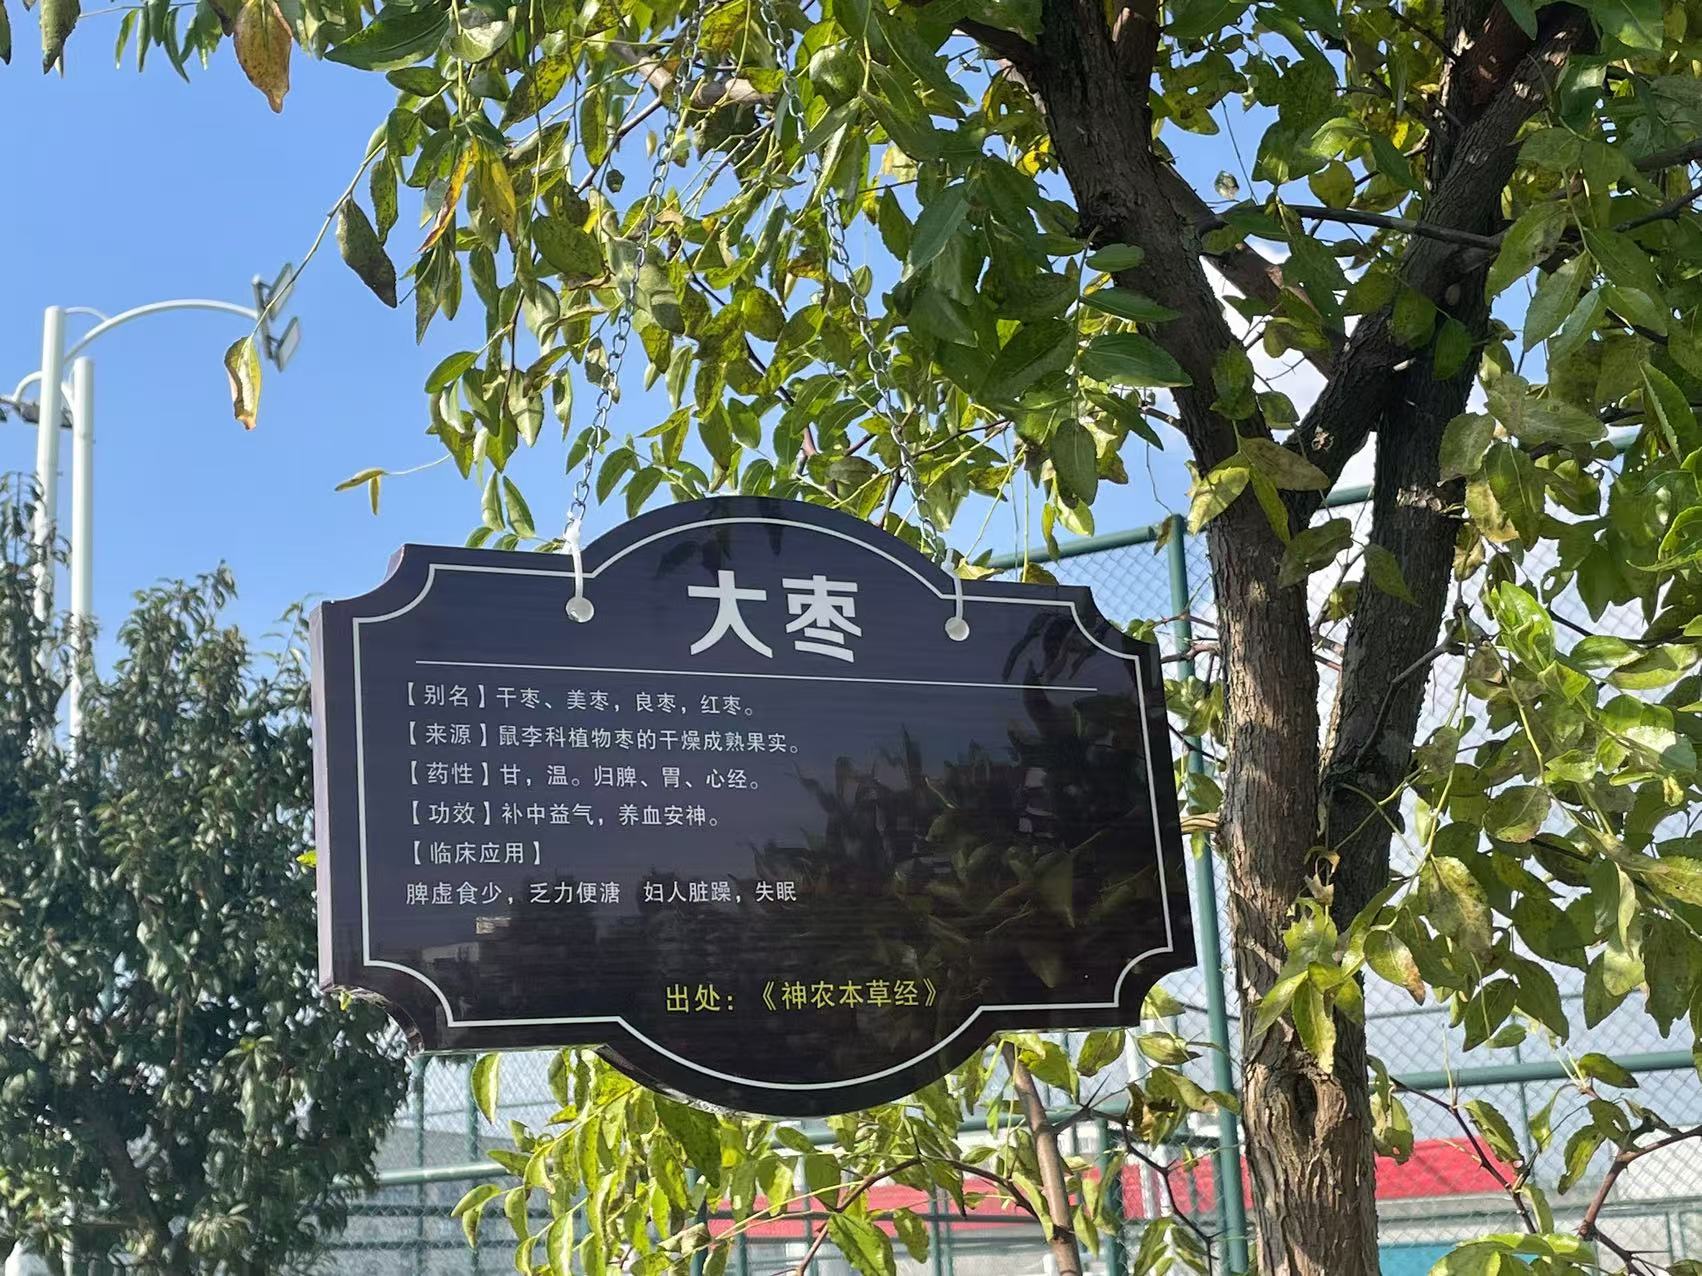 大枣
【别名】干枣、美枣，良枣，红枣。
【来源】鼠李科植物枣的干燥成熟果实。
【药性】甘，温。归脾、胃、心经。
【功效】补中益气，养血安神。
【临床应用】
脾虚食少，乏力便溏 妇人脏躁，失眠
出处：《神农本草经》